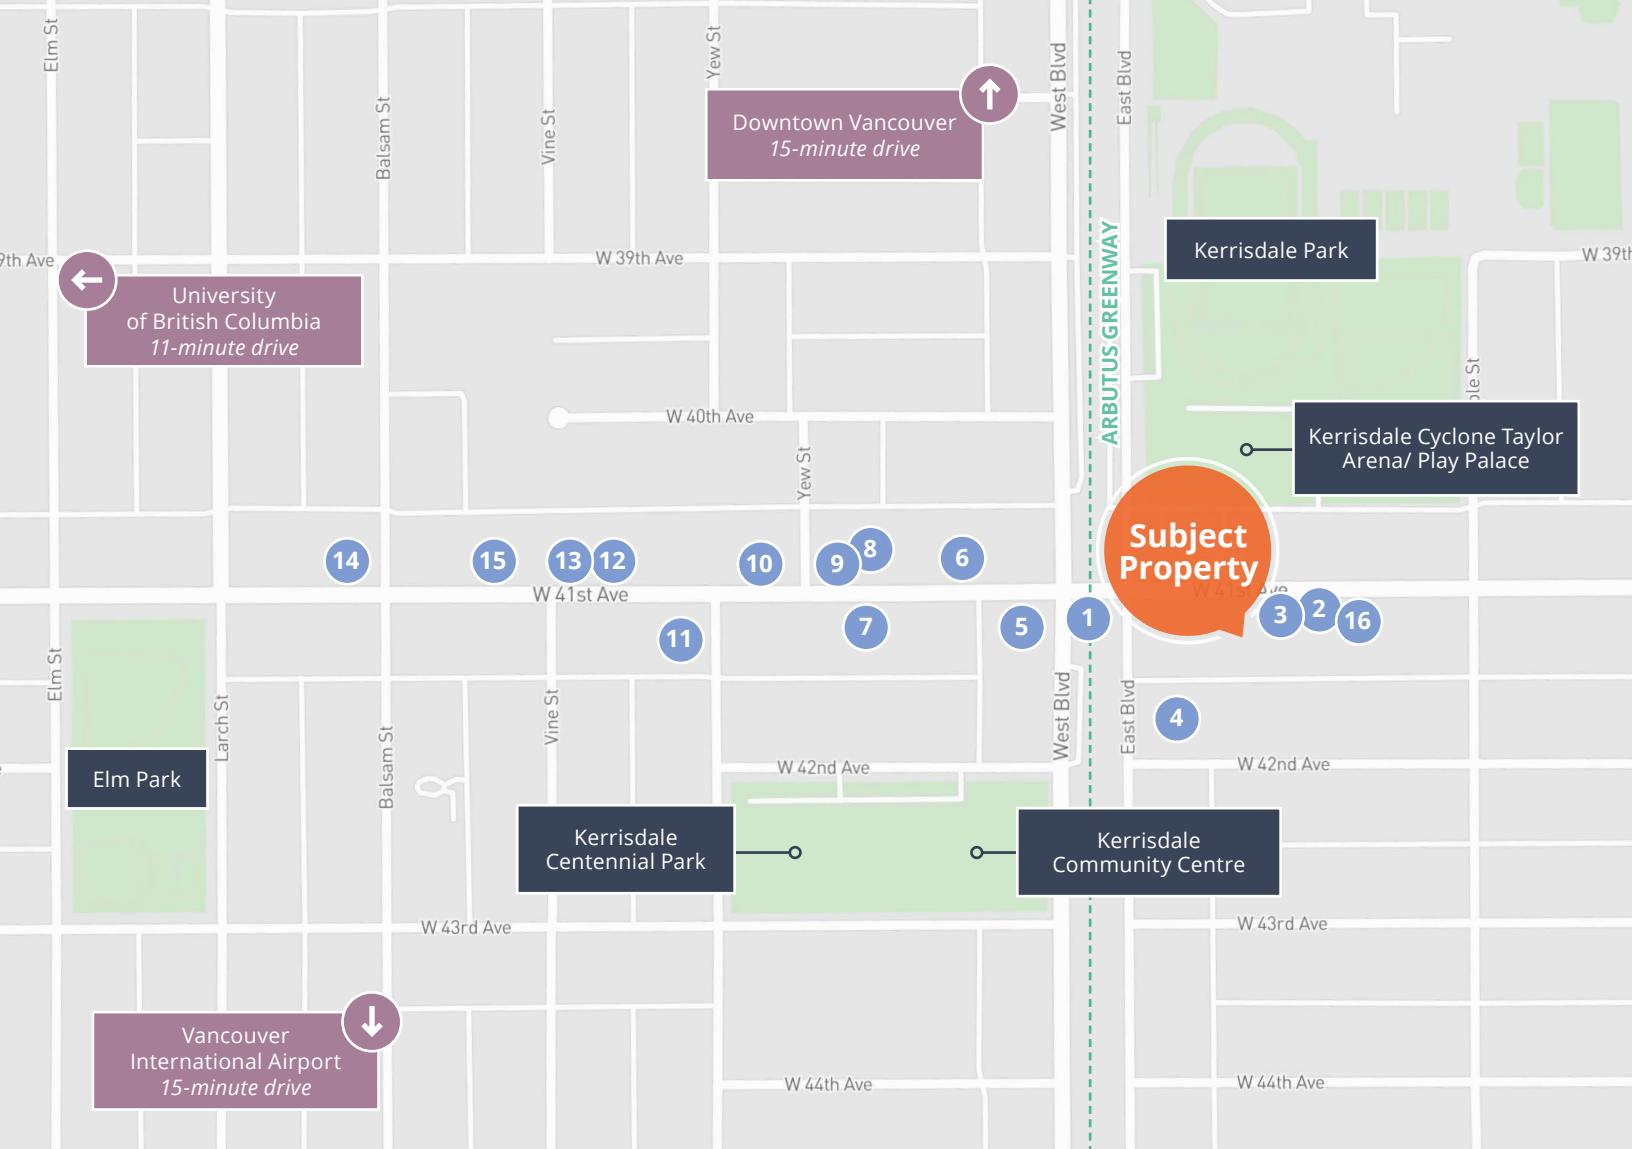 Elm St
Balsam St
Vine St
Yew St
West Blvd
East Blvd
Downtown Vancouver
15-minute drive
ARBUTUS GREENWAY
Kerrisdale Park
9th Ave
W 39th Ave
W 39th
University
of British Columbia
11-minute drive
W 40th Ave
Yew St
ple St
Kerrisdale Cyclone Taylor
Arena/ Play Palace
Subject
Property
14
15
13
12
10
9
8
6
W 41st Ave
W 41st Ave
11
7
5
1
3
2
16
4
Elm St
Larch St
Balsam St
Vine St
West Blvd
East Blvd
Elm Park
W 42nd Ave
W 42nd Ave
Kerrisdale
Centennial Park
Kerrisdale
Community Centre
W 43rd Ave
W 43rd Ave
Vancouver
International Airport
15-minute drive
W 44th Ave
W 44th Ave